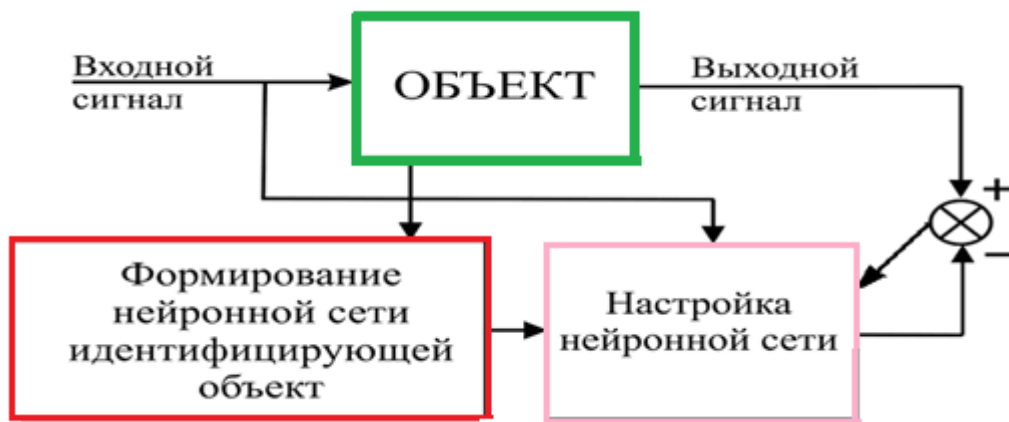 Входной
сигнал
ОБЪЕКТ
Выходной
сигнал
+
−
Формирование
нейронной сети
идентифицирующей
объект
Настройка
нейронной сети